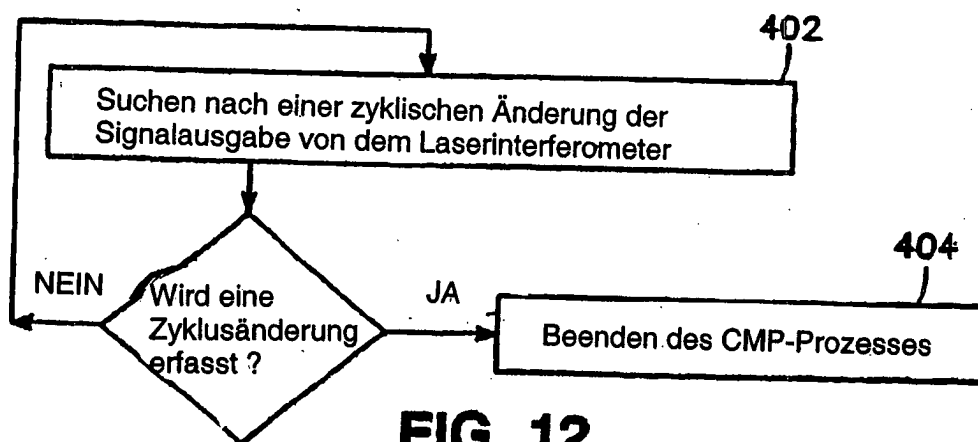 402
Suchen nach einer zyklischen Änderung der
Signalausgabe von dem Laserinterferometer
404
NEIN
Wird eine
Zyklusänderung
erfasst ?
JA
Beenden des CMP-Prozesses
FIG. 12